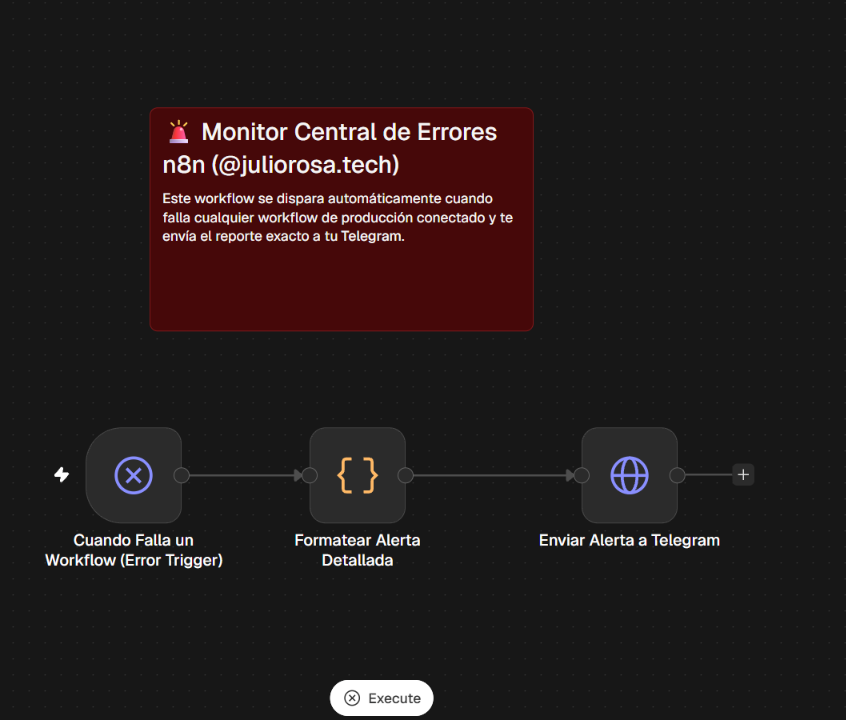 🚨 Monitor Central de Errores
n8n (@juliorosa.tech)
Este workflow se dispara automáticamente cuando
falla cualquier workflow de producción conectado y te
envía el reporte exacto a tu Telegram.
Cuando Falla un
Workflow (Error Trigger)
Formatear Alerta
Detallada
Enviar Alerta a Telegram
Execute